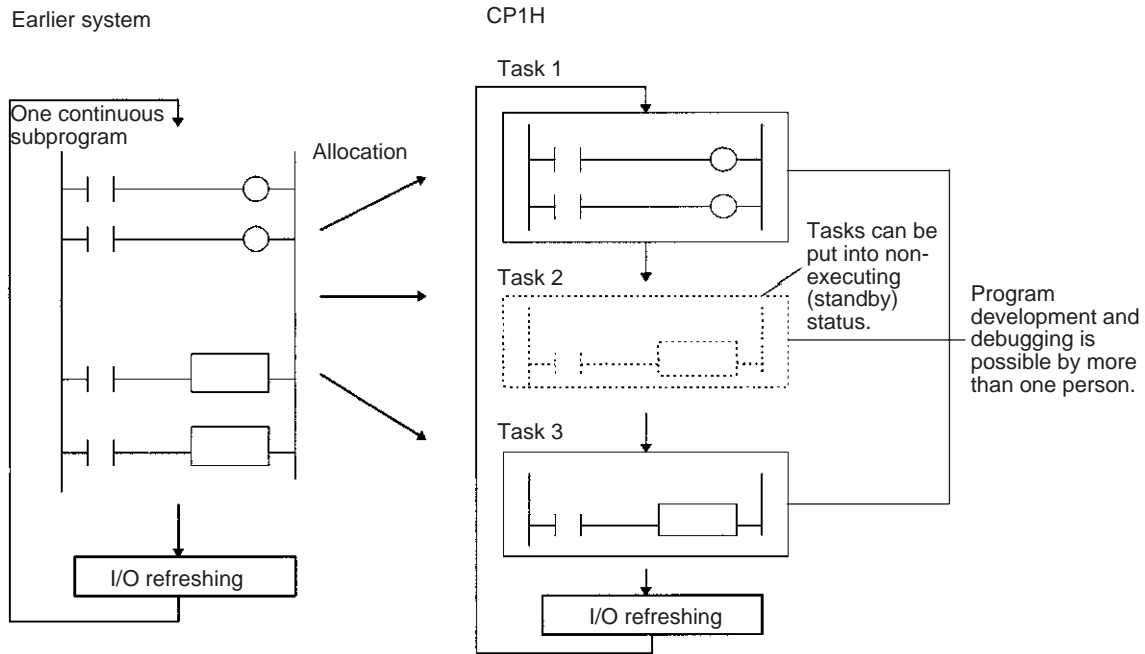 Earlier system
CP1H
One continuous
subprogram
Allocation
Task 1
Task 2
Tasks can be
put into non-
executing
(standby)
status.
Program
development and
debugging is
possible by more
than one person.
Task 3
I/O refreshing
I/O refreshing